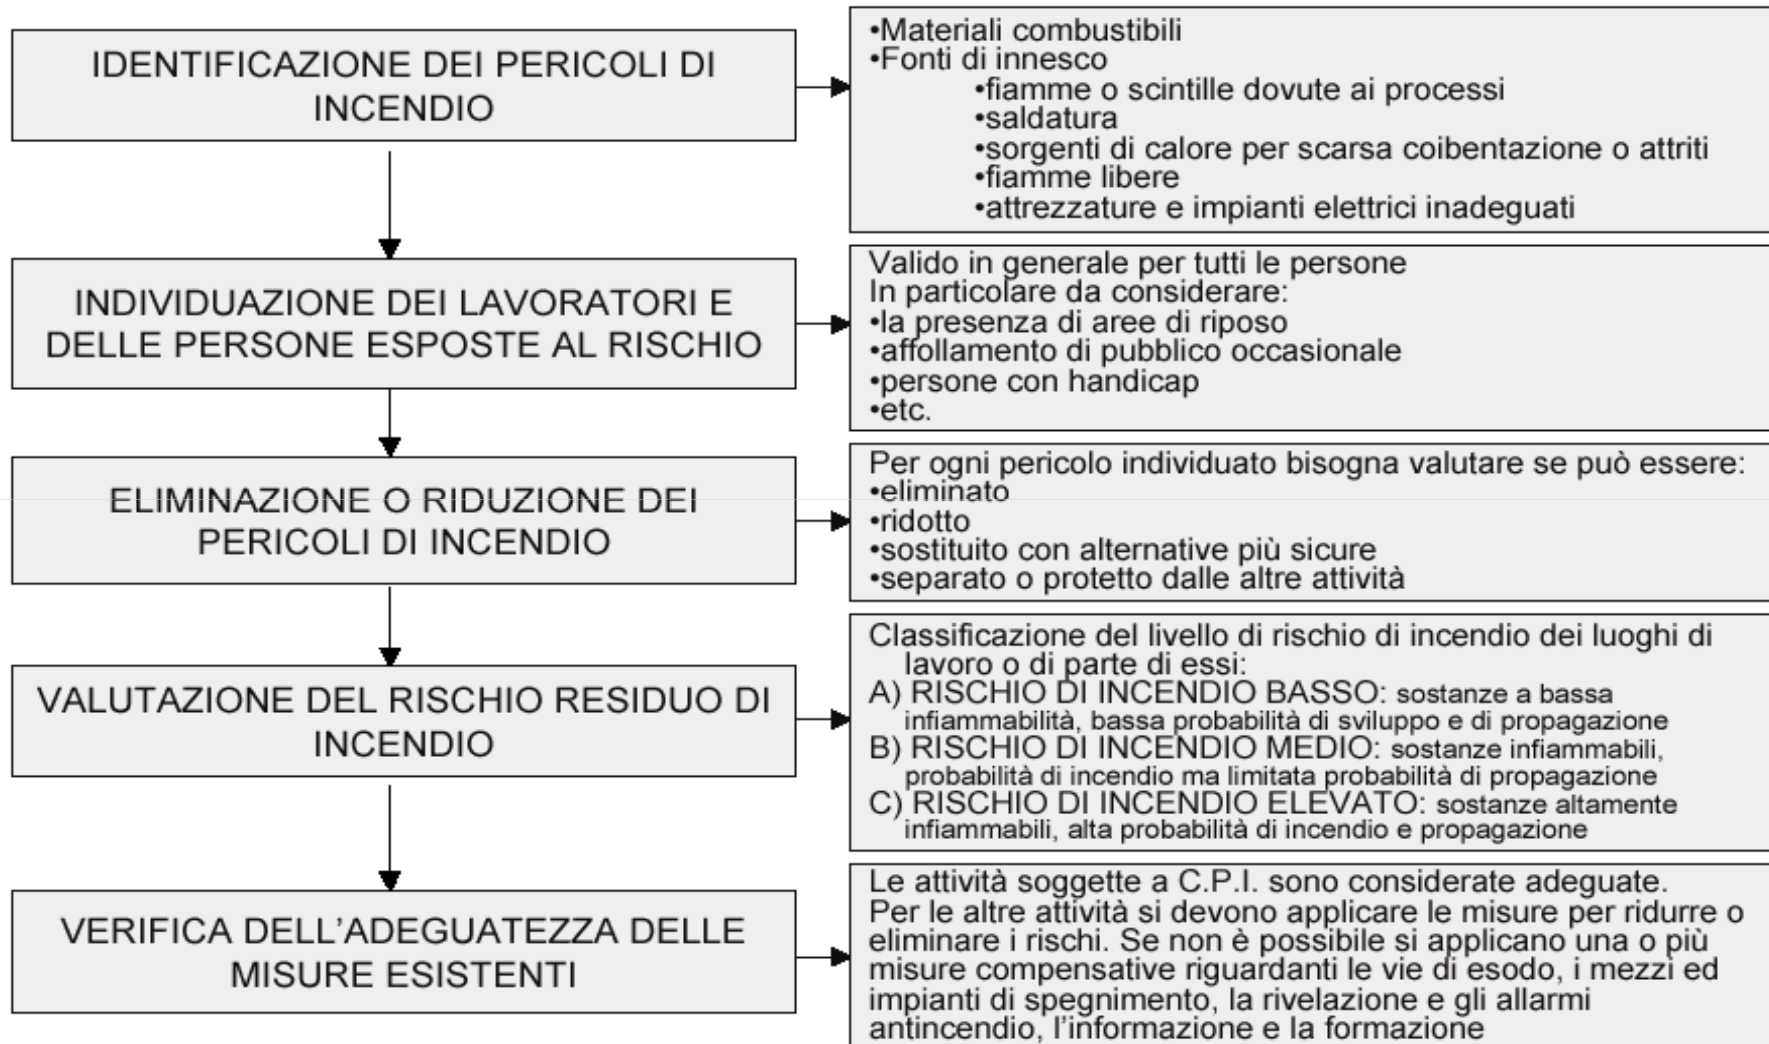 IDENTIFICAZIONE DEI PERICOLI DI
INCENDIO
•Materiali combustibili
•Fonti di innesco
•fiamme o scintille dovute ai processi
•saldatura
•sorgenti di calore per scarsa coibentazione o attriti
•fiamme libere
•attrezzature e impianti elettrici inadeguati
INDIVIDUAZIONE DEI LAVORATORI E
DELLE PERSONE ESPOSTE AL RISCHIO
Valido in generale per tutti le persone
In particolare da considerare:
•la presenza di aree di riposo
•affollamento di pubblico occasionale
•persone con handicap
•etc.
ELIMINAZIONE O RIDUZIONE DEI
PERICOLI DI INCENDIO
Per ogni pericolo individuato bisogna valutare se può essere:
•eliminato
•ridotto
•sostituito con alternative più sicure
•separato o protetto dalle altre attività
VALUTAZIONE DEL RISCHIO RESIDUO DI
INCENDIO
Classificazione del livello di rischio di incendio dei luoghi di
lavoro o di parte di essi:
A) RISCHIO DI INCENDIO BASSO: sostanze a bassa
infiammabilità, bassa probabilità di sviluppo e di propagazione
B) RISCHIO DI INCENDIO MEDIO: sostanze infiammabili,
probabilità di incendio ma limitata probabilità di propagazione
C) RISCHIO DI INCENDIO ELEVATO: sostanze altamente
infiammabili, alta probabilità di incendio e propagazione
VERIFICA DELL'ADEGUATEZZA DELLE
MISURE ESISTENTI
Le attività soggette a C.P.I. sono considerate adeguate.
Per le altre attività si devono applicare le misure per ridurre o
eliminare i rischi. Se non è possibile si applicano una o più
misure compensative riguardanti le vie di esodo, i mezzi ed
impianti di spegnimento, la rivelazione e gli allarmi
antincendio, l'informazione e la formazione